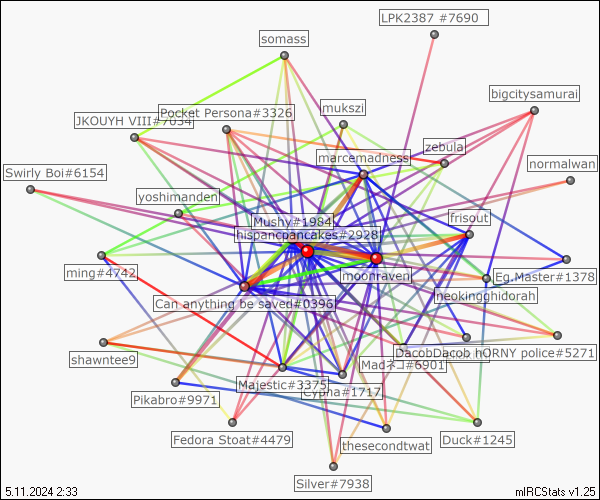 LPK2387 #7690
somass
bigcitysamurai
mukszi
Pocket Persona#3326
JKOUYH VIII#7034
zebula
marcemadness
normalwan
Swirly Boi#6154
yoshimanden
frisout
Mushy#1984
hispancpancakes#2928
ming#4742
moonraven
Eg.Master#1378
neokingghidorah
Can anything be saved#0396
DacobDacob hORNY police#5271
shawntee9
Madネコ#6901
Majestic#3375
Cypha#1717
Pikabro#9971
Fedora Stoat#4479
thesecondtwat
Duck#1245
Silver#7938
5.11.2024 2:33
mIRCStats v1.25